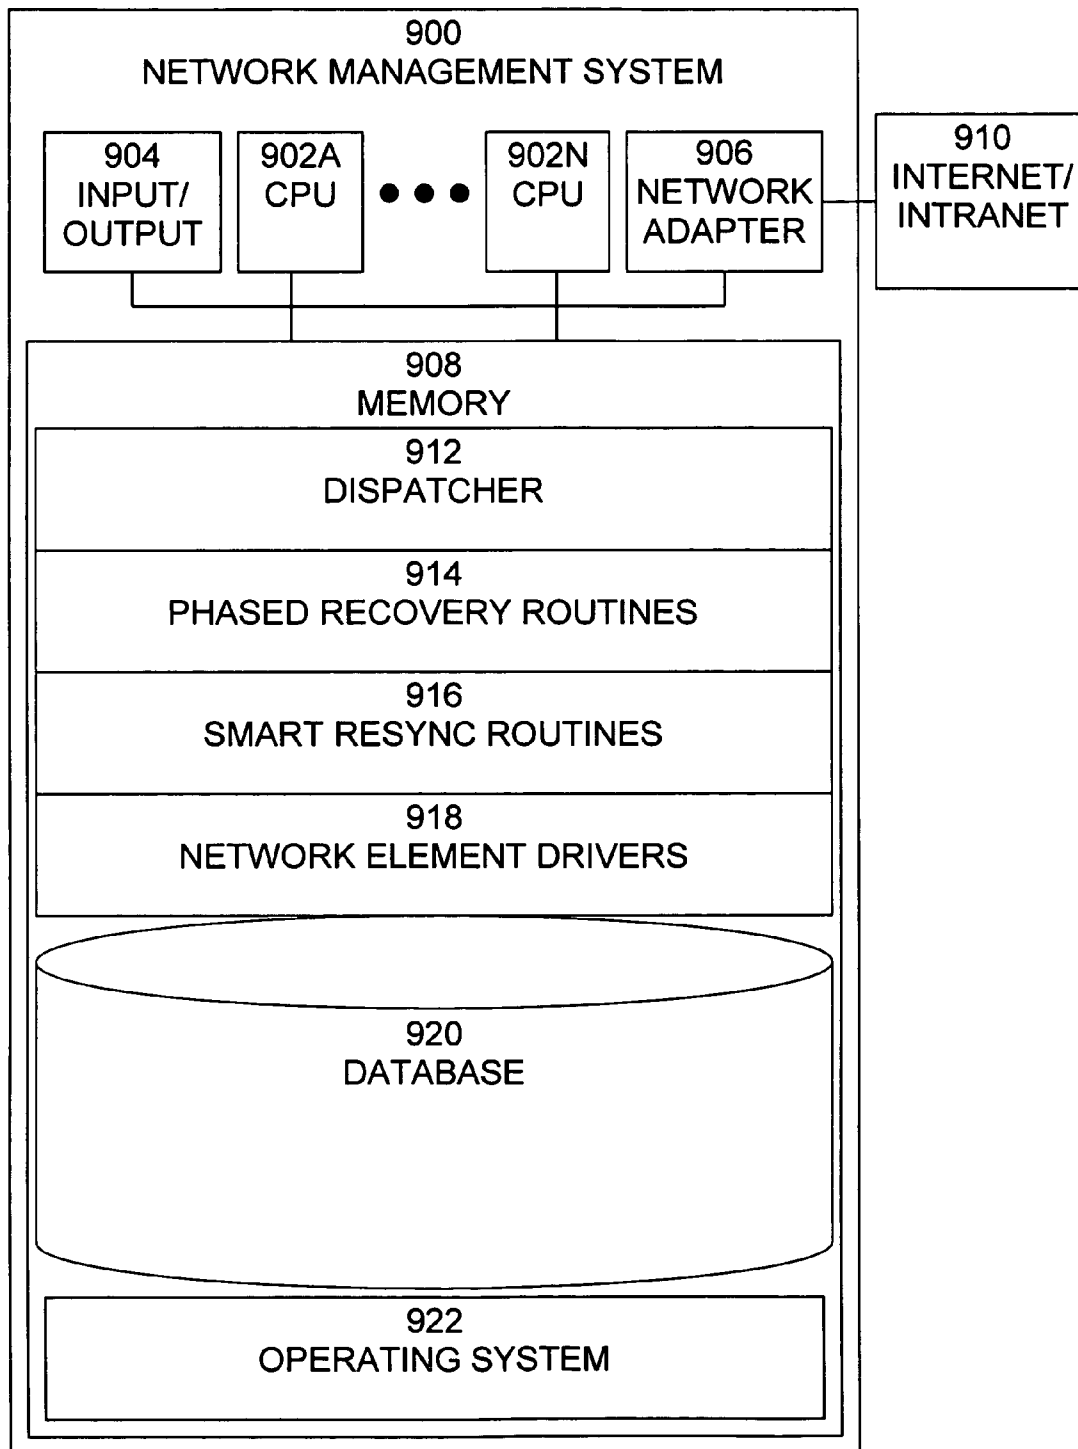 900
NETWORK MANAGEMENT SYSTEM
904
INPUT/
OUTPUT
902A
CPU
902N
CPU
906
NETWORK
ADAPTER
910
INTERNET/
INTRANET
908
MEMORY
912
DISPATCHER
914
PHASED RECOVERY ROUTINES
916
SMART RESYNC ROUTINES
918
NETWORK ELEMENT DRIVERS
920
DATABASE
922
OPERATING SYSTEM